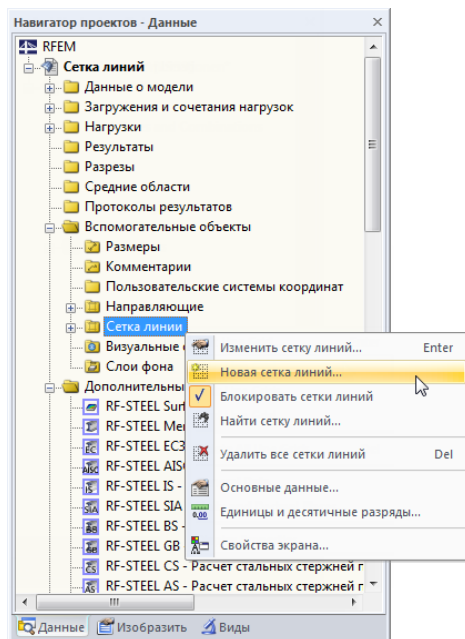 Навигатор проектов - Данные
RFEM
Сетка линий
Данные о модели
Загружения и сочетания нагрузок
Нагрузки
Результаты
Разрезы
Средние области
Протоколы результатов
Вспомогательные объекты
Размеры
Комментарии
Пользовательские системы координат
Направляющие
Сетка линии
Визуальные
Слои фона
Дополнительны
RF-STEEL Surf
RF-STEEL Me
RF-STEEL EC3
RF-STEEL AISC
RF-STEEL IS -
RF-STEEL SIA
RF-STEEL BS -
RF-STEEL GB
RF-STEEL CS - Расчет стальных стержней г
RF-STEEL AS - Расчет стальных стержней г
Изменить сетку линий... Enter
Новая сетка линий...
Блокировать сетки линий
Найти сетку линий...
Удалить все сетки линий Del
Основные данные...
Единицы и десятичные разряды...
Свойства экрана...
Данные Изобразить Виды